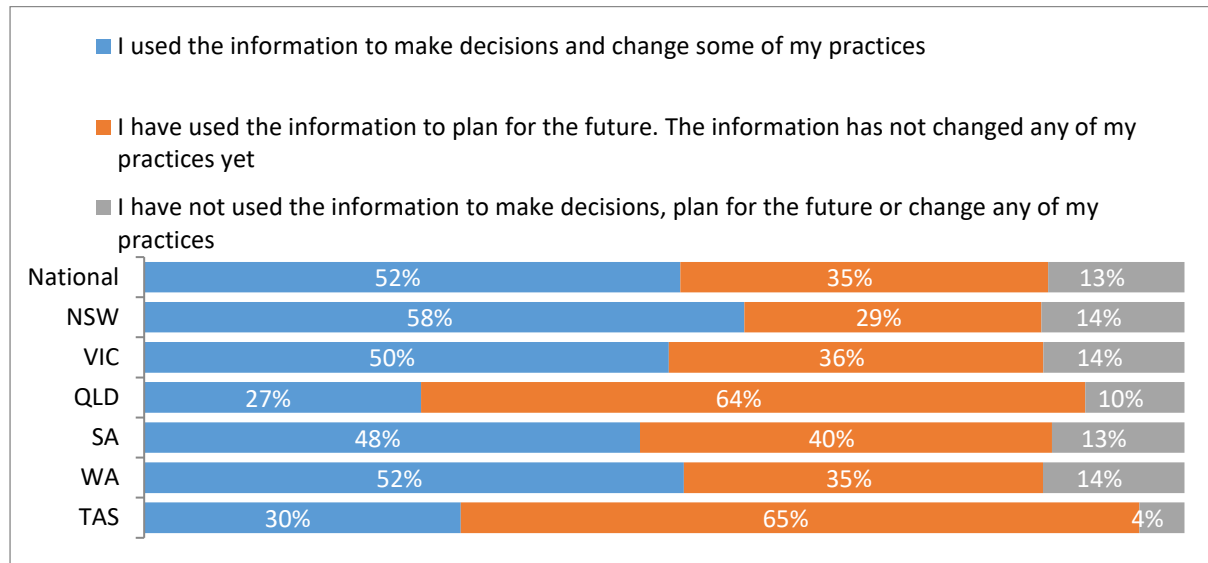 I used the information to make decisions and change some of my practices
I have used the information to plan for the future. The information has not changed any of my
practices yet
I have not used the information to make decisions, plan for the future or change any of my
practices
National 52% 35% 13%
NSW 58% 29% 14%
VIC 50% 36% 14%
QLD 27% 64% 10%
SA 48% 40% 13%
WA 52% 35% 14%
TAS 30% 65% 4%